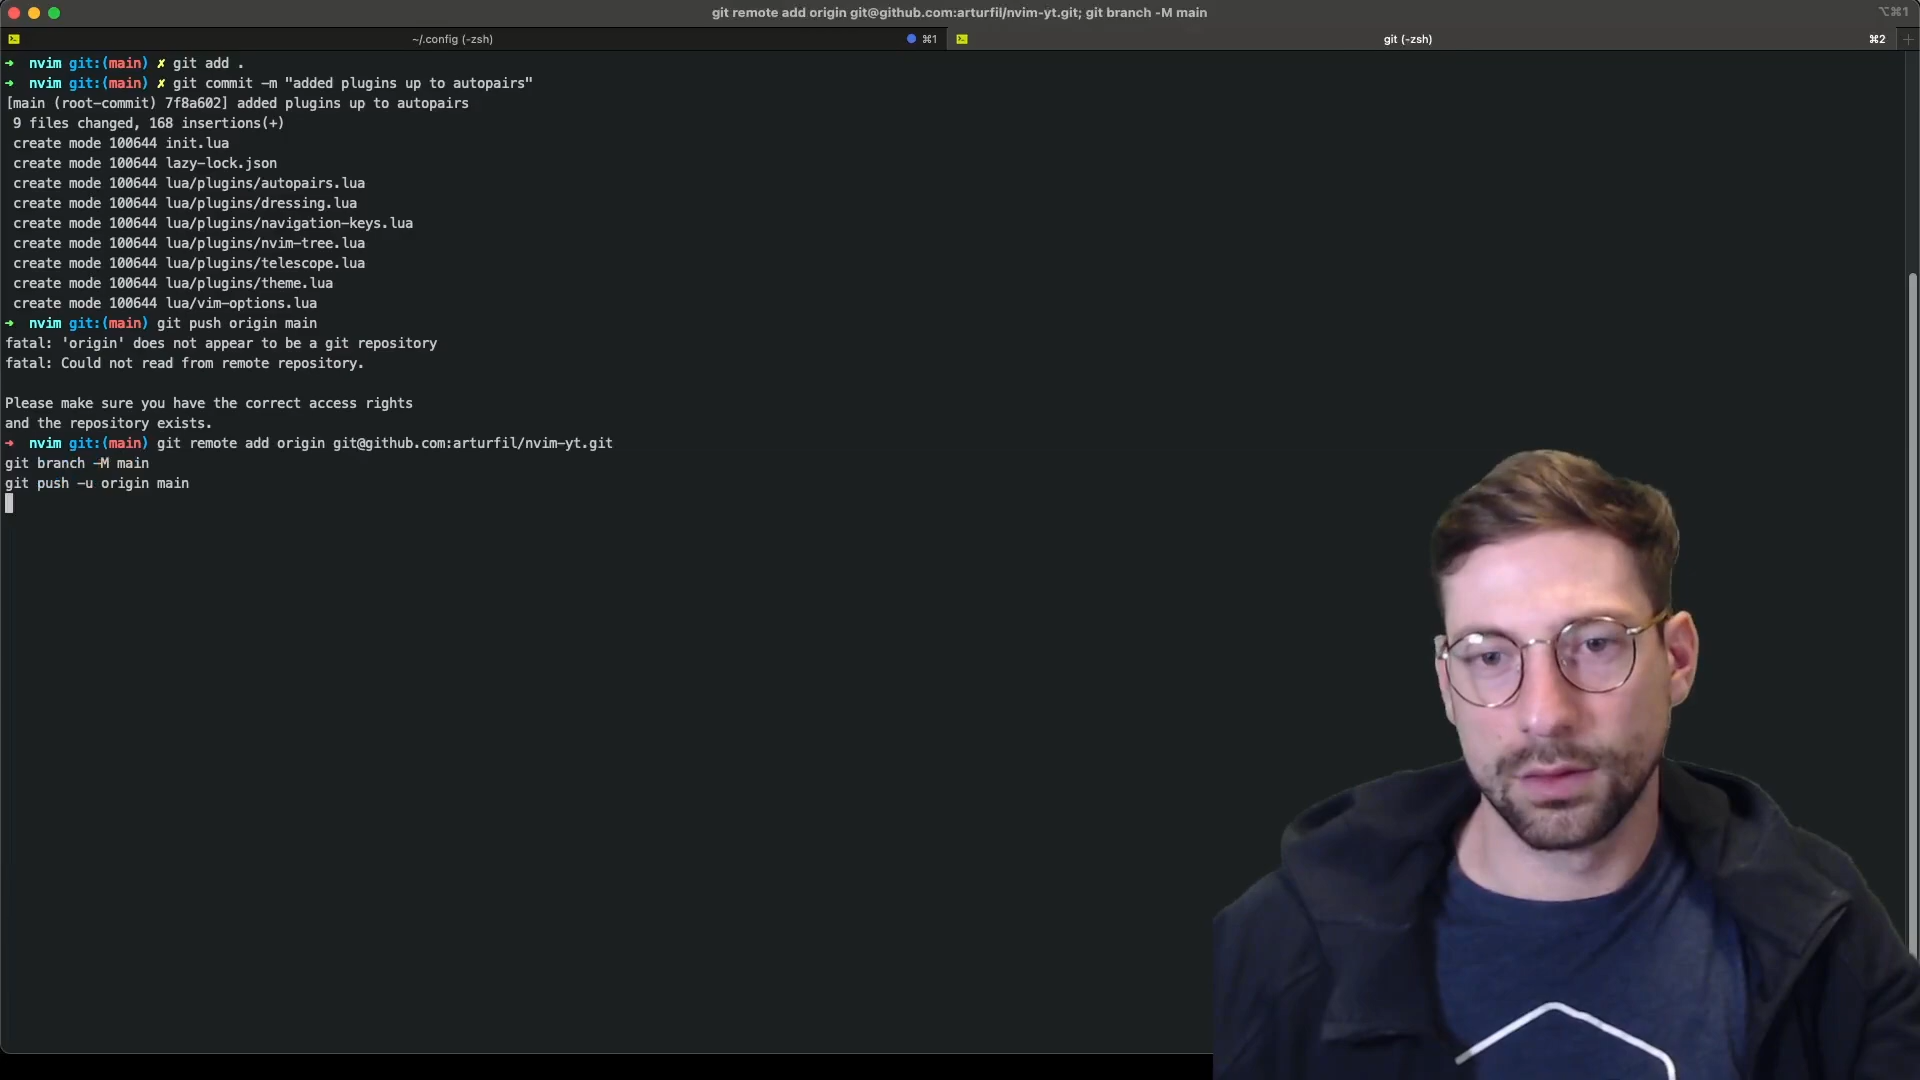 git remote add origin git@github.com:arturfil/nvim-yt.git; git branch -M main
⌥⌘1
~/.config (-zsh)
⌘1
git (-zsh)
⌘2
➜ nvim git:(main) ✗ git add .
➜ nvim git:(main) ✗ git commit -m "added plugins up to autopairs"
[main (root-commit) 7f8a602] added plugins up to autopairs
9 files changed, 168 insertions(+)
create mode 100644 init.lua
create mode 100644 lazy-lock.json
create mode 100644 lua/plugins/autopairs.lua
create mode 100644 lua/plugins/dressing.lua
create mode 100644 lua/plugins/navigation-keys.lua
create mode 100644 lua/plugins/nvim-tree.lua
create mode 100644 lua/plugins/telescope.lua
create mode 100644 lua/plugins/theme.lua
create mode 100644 lua/vim-options.lua
➜ nvim git:(main) git push origin main
fatal: 'origin' does not appear to be a git repository
fatal: Could not read from remote repository.
Please make sure you have the correct access rights
and the repository exists.
➜ nvim git:(main) git remote add origin git@github.com:arturfil/nvim-yt.git
git branch -M main
git push -u origin main